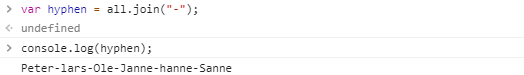 var hyphen = all.join("-");
undefined
console.log(hyphen);
Peter-lars-Ole-Janne-hanne-Sanne